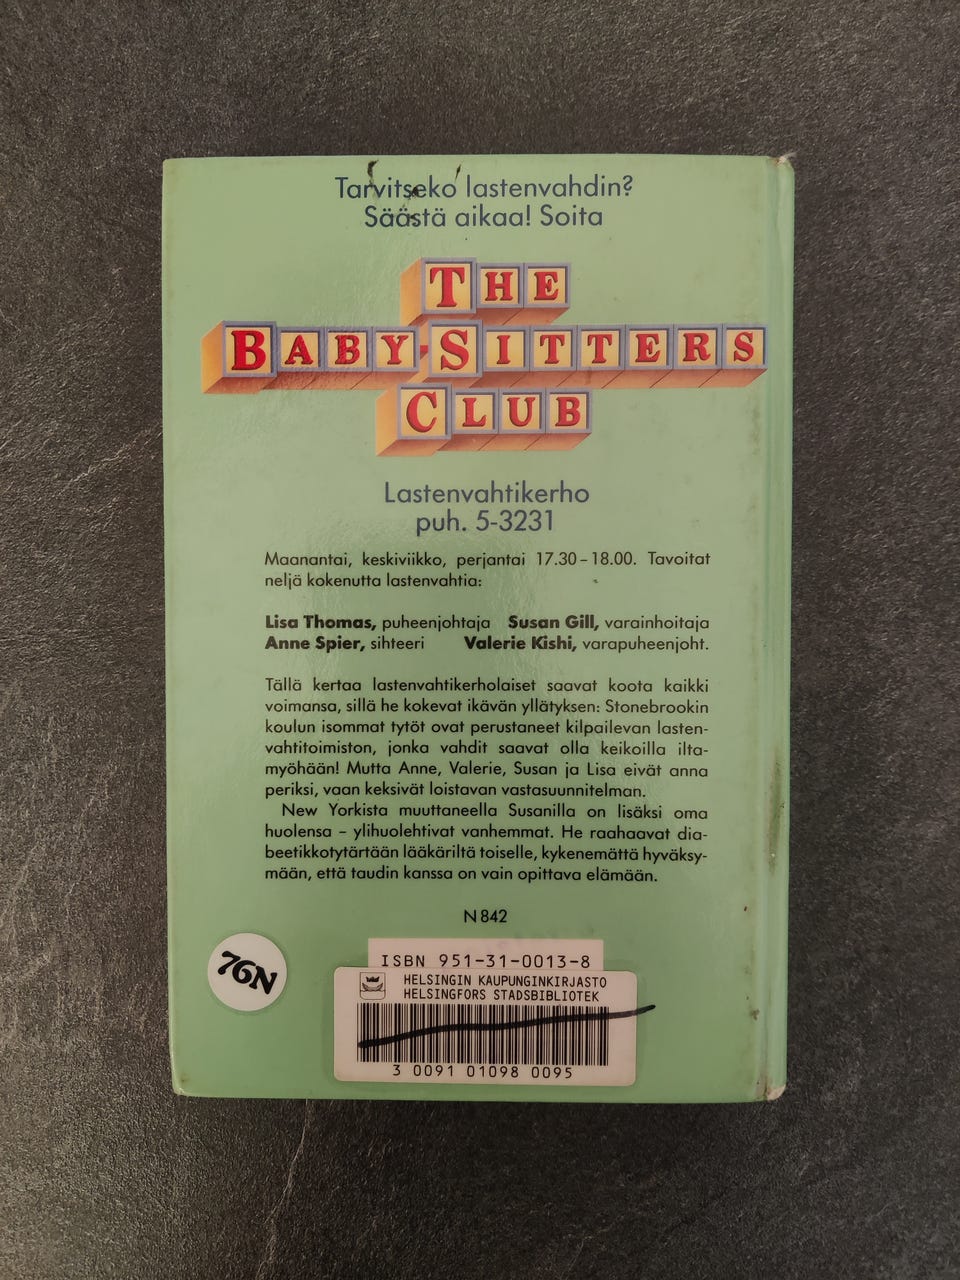 Tarvitseko lastenvahdin?
Säästä aikaa! Soita
THE
BABY-SITTERS
CLUB
Lastenvahtikerho
puh. 5-3231
Maanantai, keskiviikko, perjantai 17.30–18.00. Tavoitat
neljä kokenutta lastenvahtia:
Lisa Thomas, puheenjohtaja Susan Gill, varainhoitaja
Anne Spier, sihteeri Valerie Kishi, varapuheenjoht.
Tällä kertaa lastenvahtikerholaiset saavat koota kaikki
voimansa, sillä he kokevat ikävän yllätyksen: Stonebrookin
koulun isommat tytöt ovat perustaneet kilpailevan lasten-
vahtitoimiston, jonka vahdit saavat olla keikoilla ilta-
myöhään! Mutta Anne, Valerie, Susan ja Lisa eivät anna
periksi, vaan keksivät loistavan vastasuunnitelman.
New Yorkista muuttaneella Susanilla on lisäksi oma
huolensa – ylihuolehtivat vanhemmat. He raahaavat dia-
beetikkotytärtään lääkäriltä toiselle, kykenemättä hyväksy-
mään, että taudin kanssa on vain opittava elämään.
N 842
76N
ISBN 951-31-0013-8
HELSINGIN KAUPUNGINKIRJASTO
HELSINGFORS STADSBIBLIOTEK
3 0091 01098 0095